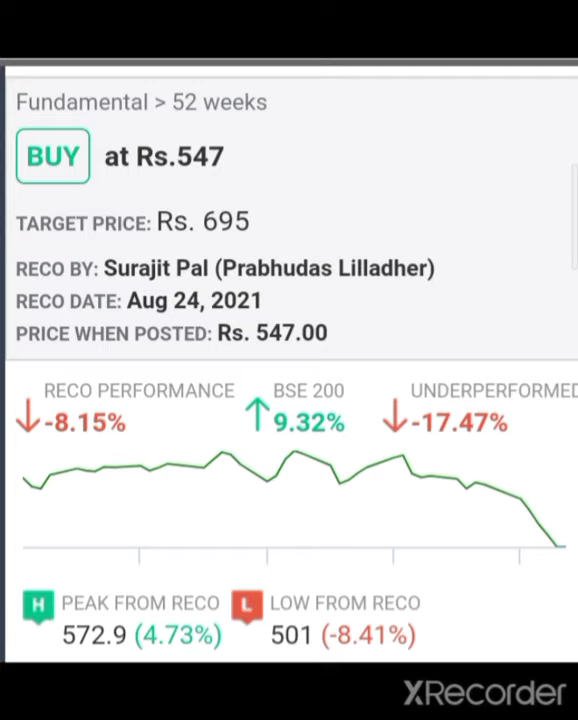 Fundamental > 52 weeks
BUY at Rs.547
TARGET PRICE: Rs. 695
RECO BY: Surajit Pal (Prabhudas Lilladher)
RECO DATE: Aug 24, 2021
PRICE WHEN POSTED: Rs. 547.00
RECO PERFORMANCE BSE 200 UNDERPERFORMED
-8.15% 9.32% -17.47%
H PEAK FROM RECO L LOW FROM RECO
572.9 (4.73%) 501 (-8.41%)
XRecorder